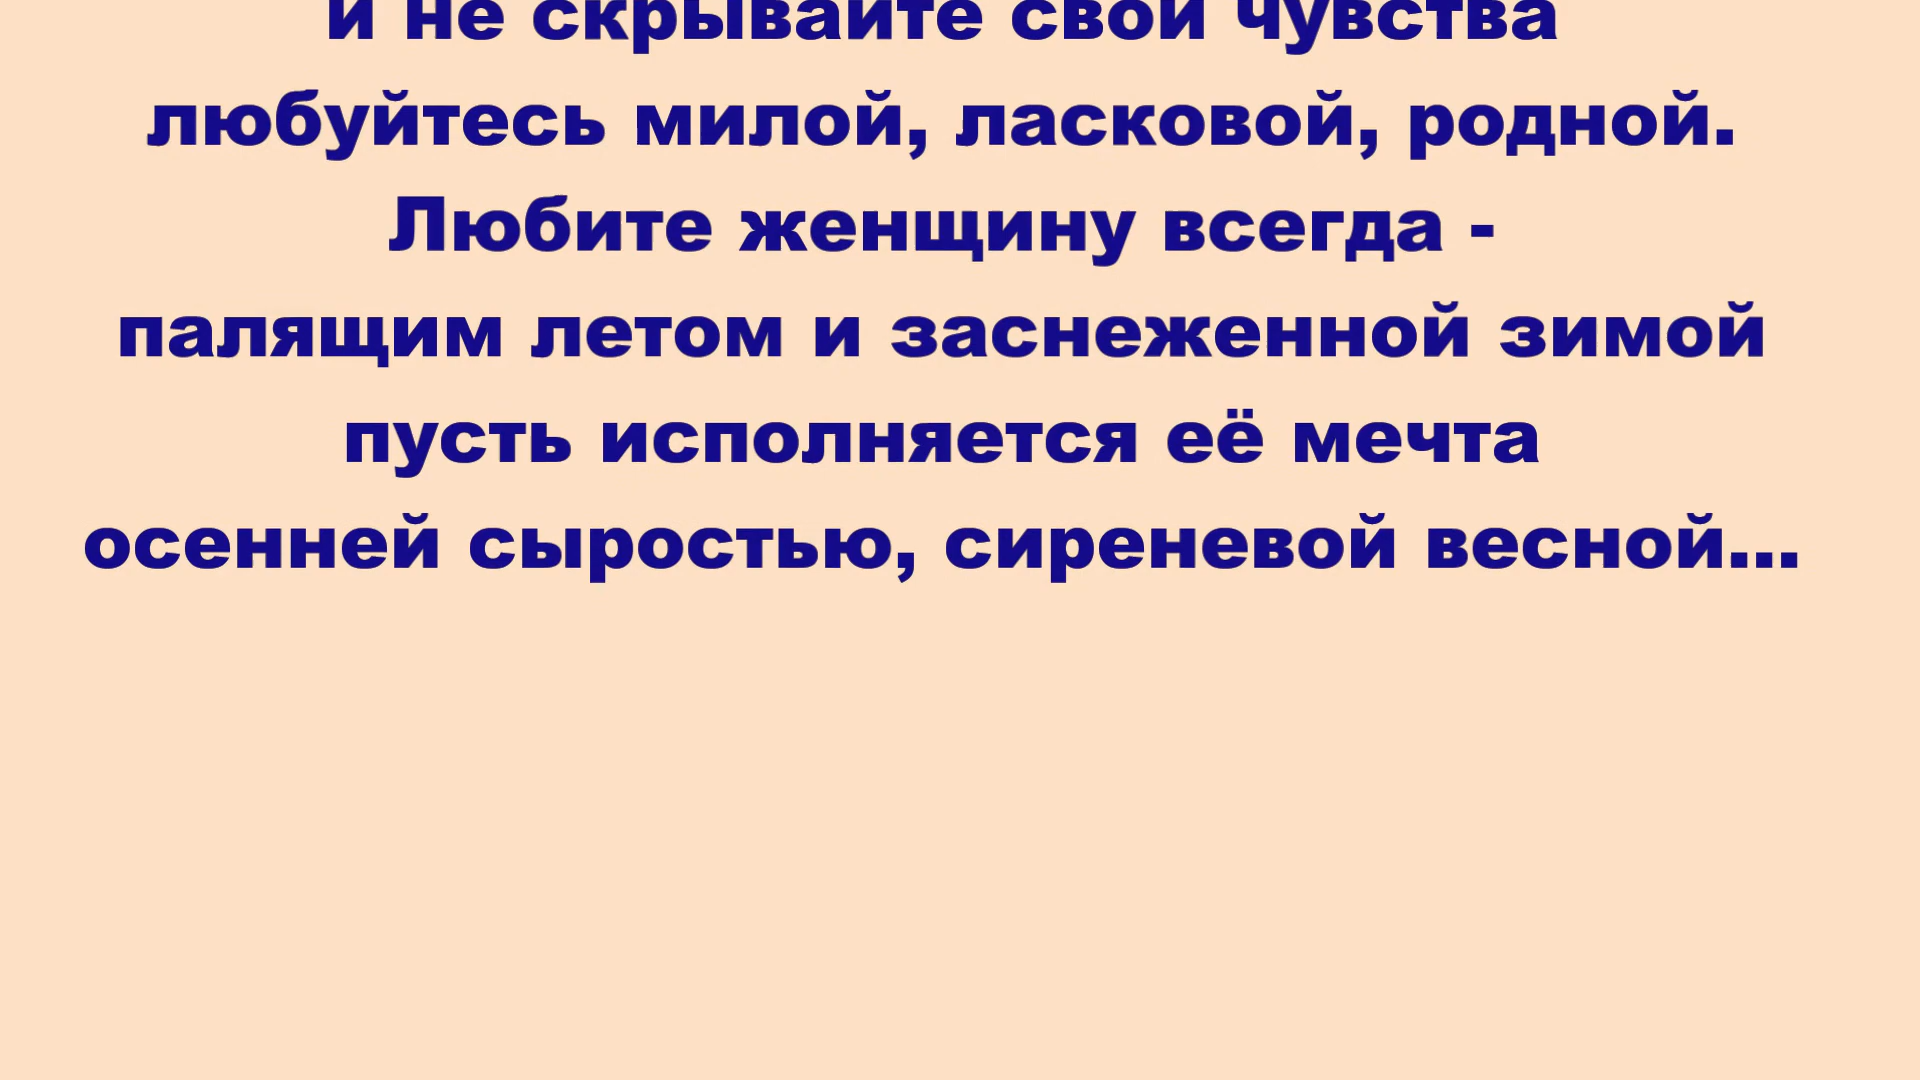 и не скрывайте свои чувства
любуйтесь милой, ласковой, родной.
Любите женщину всегда -
палящим летом и заснеженной зимой
пусть исполняется её мечта
осенней сыростью, сиреневой весной...